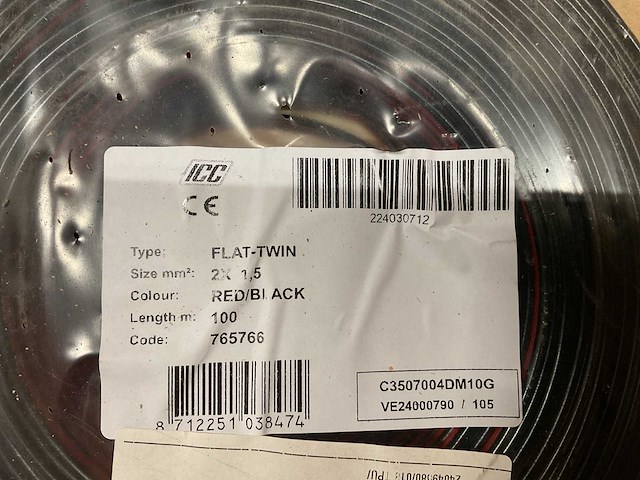 ICC
CE
224030712
Type: FLAT-TWIN
Size mm²: 2X 1,5
Colour: RED/BLACK
Length m: 100
Code: 765766
8 712251 038474
C3507004DM10G
VE24000790 / 105